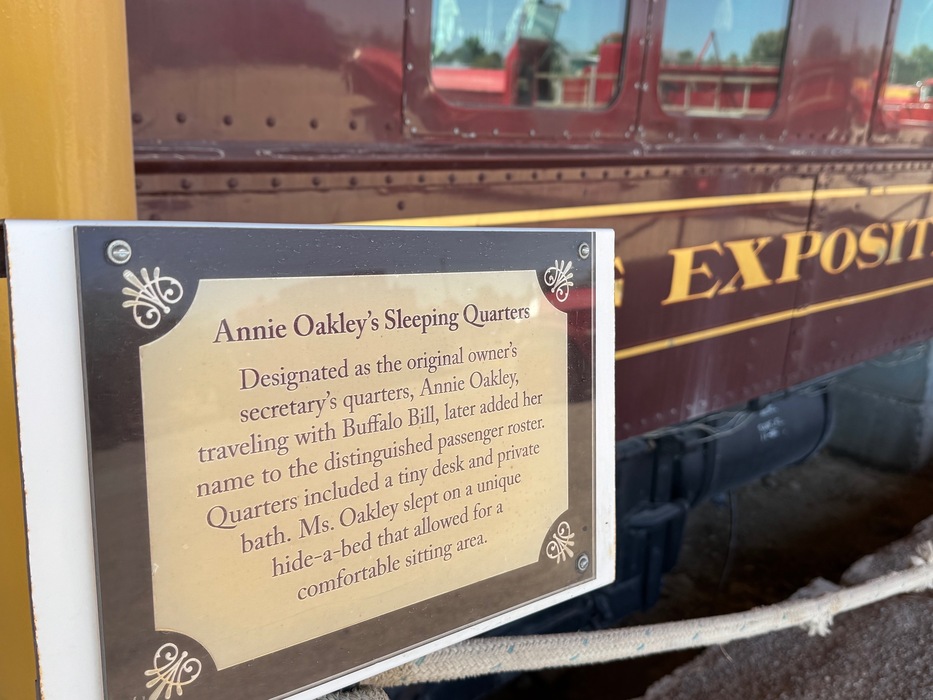 Annie Oakley's Sleeping Quarters
Designated as the original owner's
secretary's quarters, Annie Oakley,
traveling with Buffalo Bill, later added her
name to the distinguished passenger roster.
Quarters included a tiny desk and private
bath. Ms. Oakley slept on a unique
hide-a-bed that allowed for a
comfortable sitting area.
G EXPOSIT